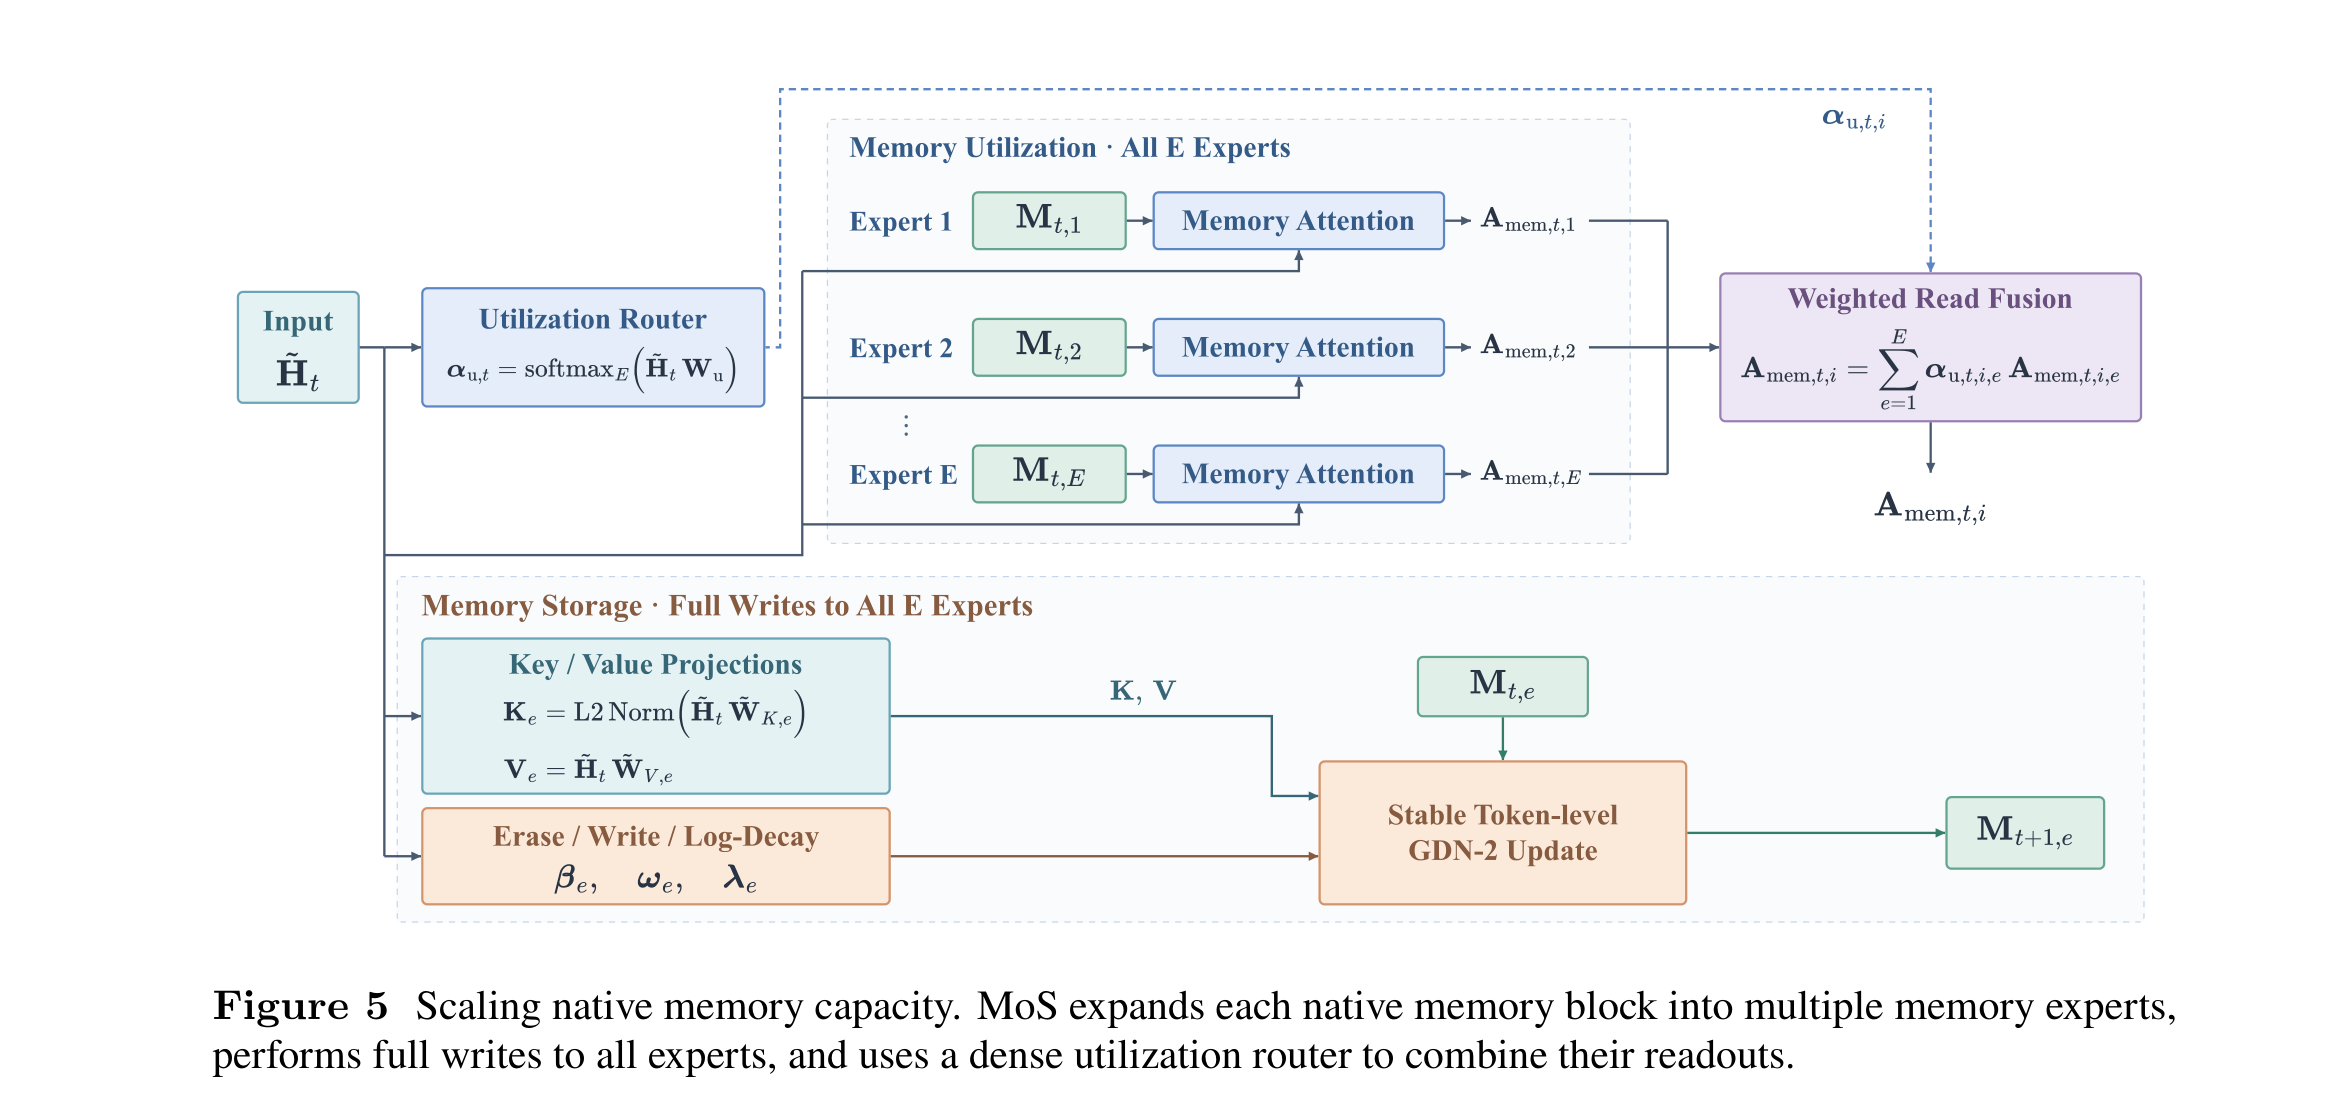 α_{u,t,i}
Memory Utilization · All E Experts
Expert 1 M_{t,1} Memory Attention A_{mem,t,1}
Input
H̃_t
Utilization Router
α_{u,t} = softmax_E(H̃_t W_u)
Expert 2 M_{t,2} Memory Attention A_{mem,t,2}
⋮
Expert E M_{t,E} Memory Attention A_{mem,t,E}
Weighted Read Fusion
A_{mem,t,i} = ∑_{e=1}^{E} α_{u,t,i,e} A_{mem,t,i,e}
A_{mem,t,i}
Memory Storage · Full Writes to All E Experts
Key / Value Projections
K_e = L2 Norm(H̃_t W̃_{K,e})
V_e = H̃_t W̃_{V,e}
K, V
M_{t,e}
Erase / Write / Log-Decay
β_e, ω_e, λ_e
Stable Token-level
GDN-2 Update
M_{t+1,e}
Figure 5 Scaling native memory capacity. MoS expands each native memory block into multiple memory experts,
performs full writes to all experts, and uses a dense utilization router to combine their readouts.